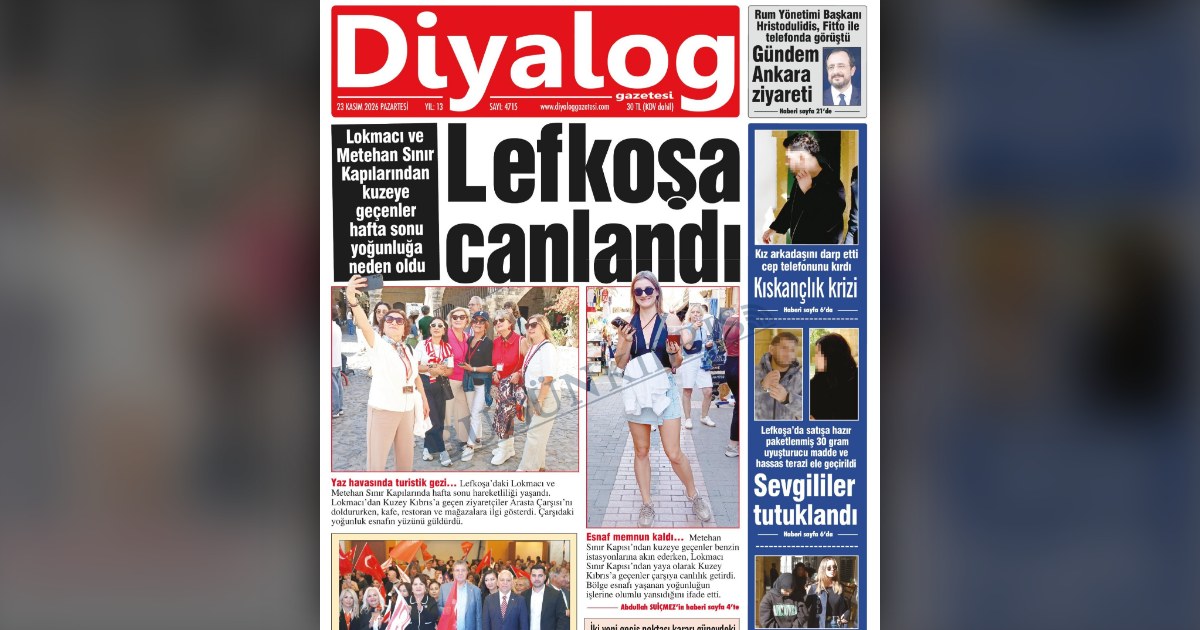 Diyalog
gazetesi
23 KASIM 2026 PAZARTESİ
YIL: 13
SAYI: 4715
www.diyaloggazetesi.com
30 TL (KDV dahil)
Rum Yönetimi Başkanı
Hristodulidis, Fitto ile
telefonda görüştü
Gündem
Ankara
ziyareti
Haberi sayfa 21'de
Lokmacı ve
Metehan Sınır
Kapılarından
kuzeye
geçenler
hafta sonu
yoğunluğa
neden oldu
Lefkoşa
canlandı
Yaz havasında turistik gezi... Lefkoşa'daki Lokmacı ve
Metehan Sınır Kapılarında hafta sonu hareketliliği yaşandı.
Lokmacı'dan Kuzey Kıbrıs'a geçen ziyaretçiler Arasta Çarşısı'nı
doldururken, kafe, restoran ve mağazalara ilgi gösterdi. Çarşıdaki
yoğunluk esnafın yüzünü güldürdü.
Esnaf memnun kaldı... Metehan
Sınır Kapısı'ndan kuzeye geçenler benzin
istasyonlarına akın ederken, Lokmacı
Sınır Kapısı'ndan yaya olarak Kuzey
Kıbrıs'a geçenler çarşıya canlılık getirdi.
Bölge esnafı yaşanan yoğunluğun
işlerine olumlu yansıdığını ifade etti.
Abdullah SUİÇMEZ'in haberi sayfa 4'te
İki yeni geçiş noktası kararı güneydeki
Kız arkadaşını darp etti
cep telefonunu kırdı
Kıskançlık krizi
Haberi sayfa 6'da
Lefkoşa'da satışa hazır
paketlenmiş 30 gram
uyuşturucu madde ve
hassas terazi ele geçirildi
Sevgililer
tutuklandı
Haberi sayfa 6'da